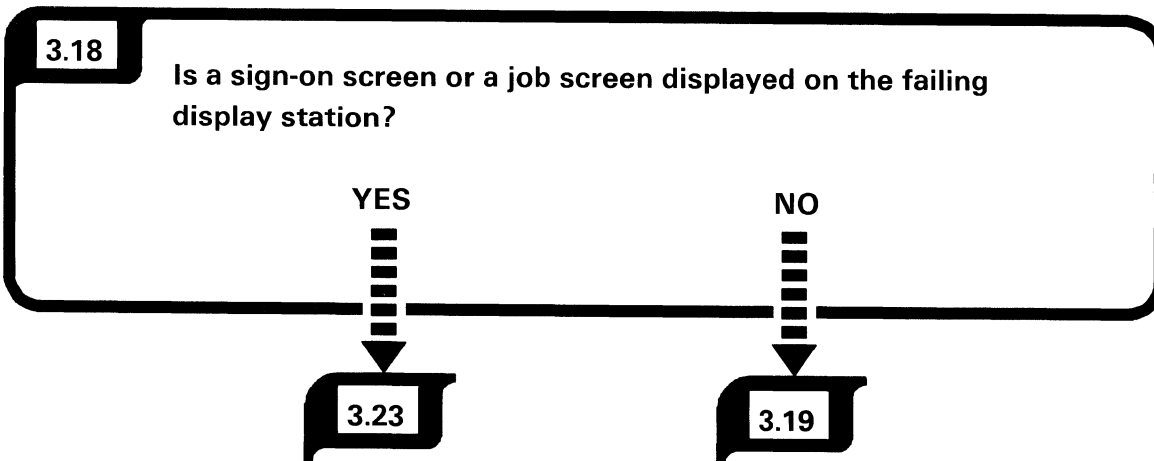 3.18
Is a sign-on screen or a job screen displayed on the failing
display station?
YES
NO
3.23
3.19